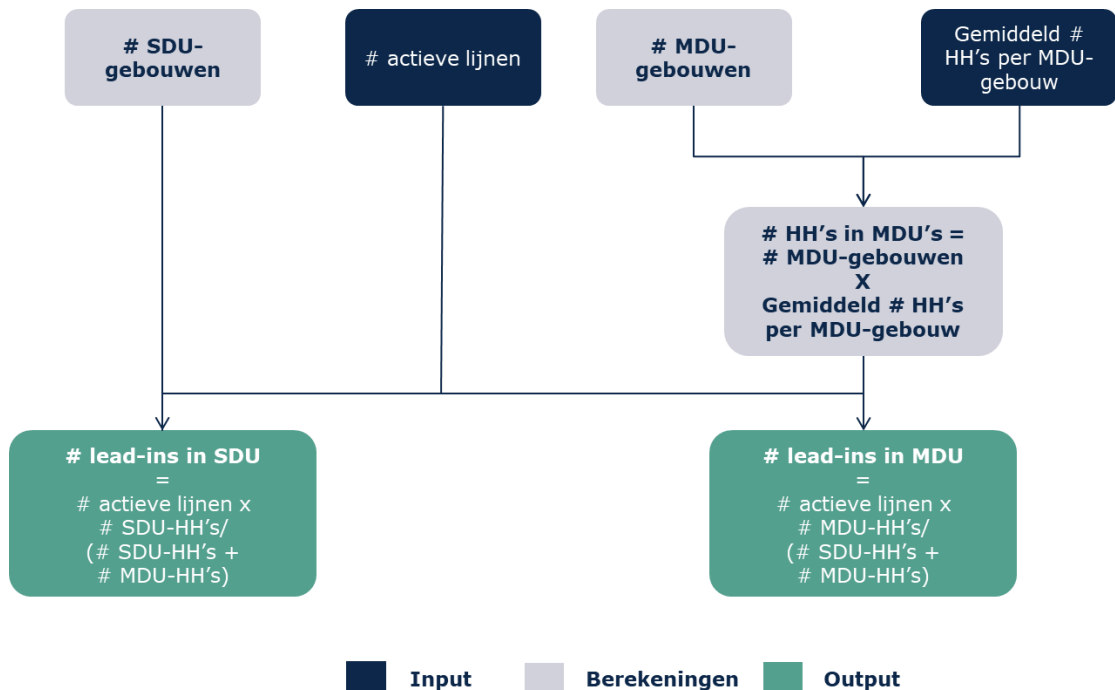 # SDU-
gebouwen
# actieve lijnen
# MDU-
gebouwen
Gemiddeld #
HH's per MDU-
gebouw
# HH's in MDU's =
# MDU-gebouwen
X
Gemiddeld # HH's
per MDU-gebouw
# lead-ins in SDU
=
# actieve lijnen x
# SDU-HH's/
(# SDU-HH's +
# MDU-HH's)
# lead-ins in MDU
=
# actieve lijnen x
# MDU-HH's/
(# SDU-HH's +
# MDU-HH's)
Input
Berekeningen
Output